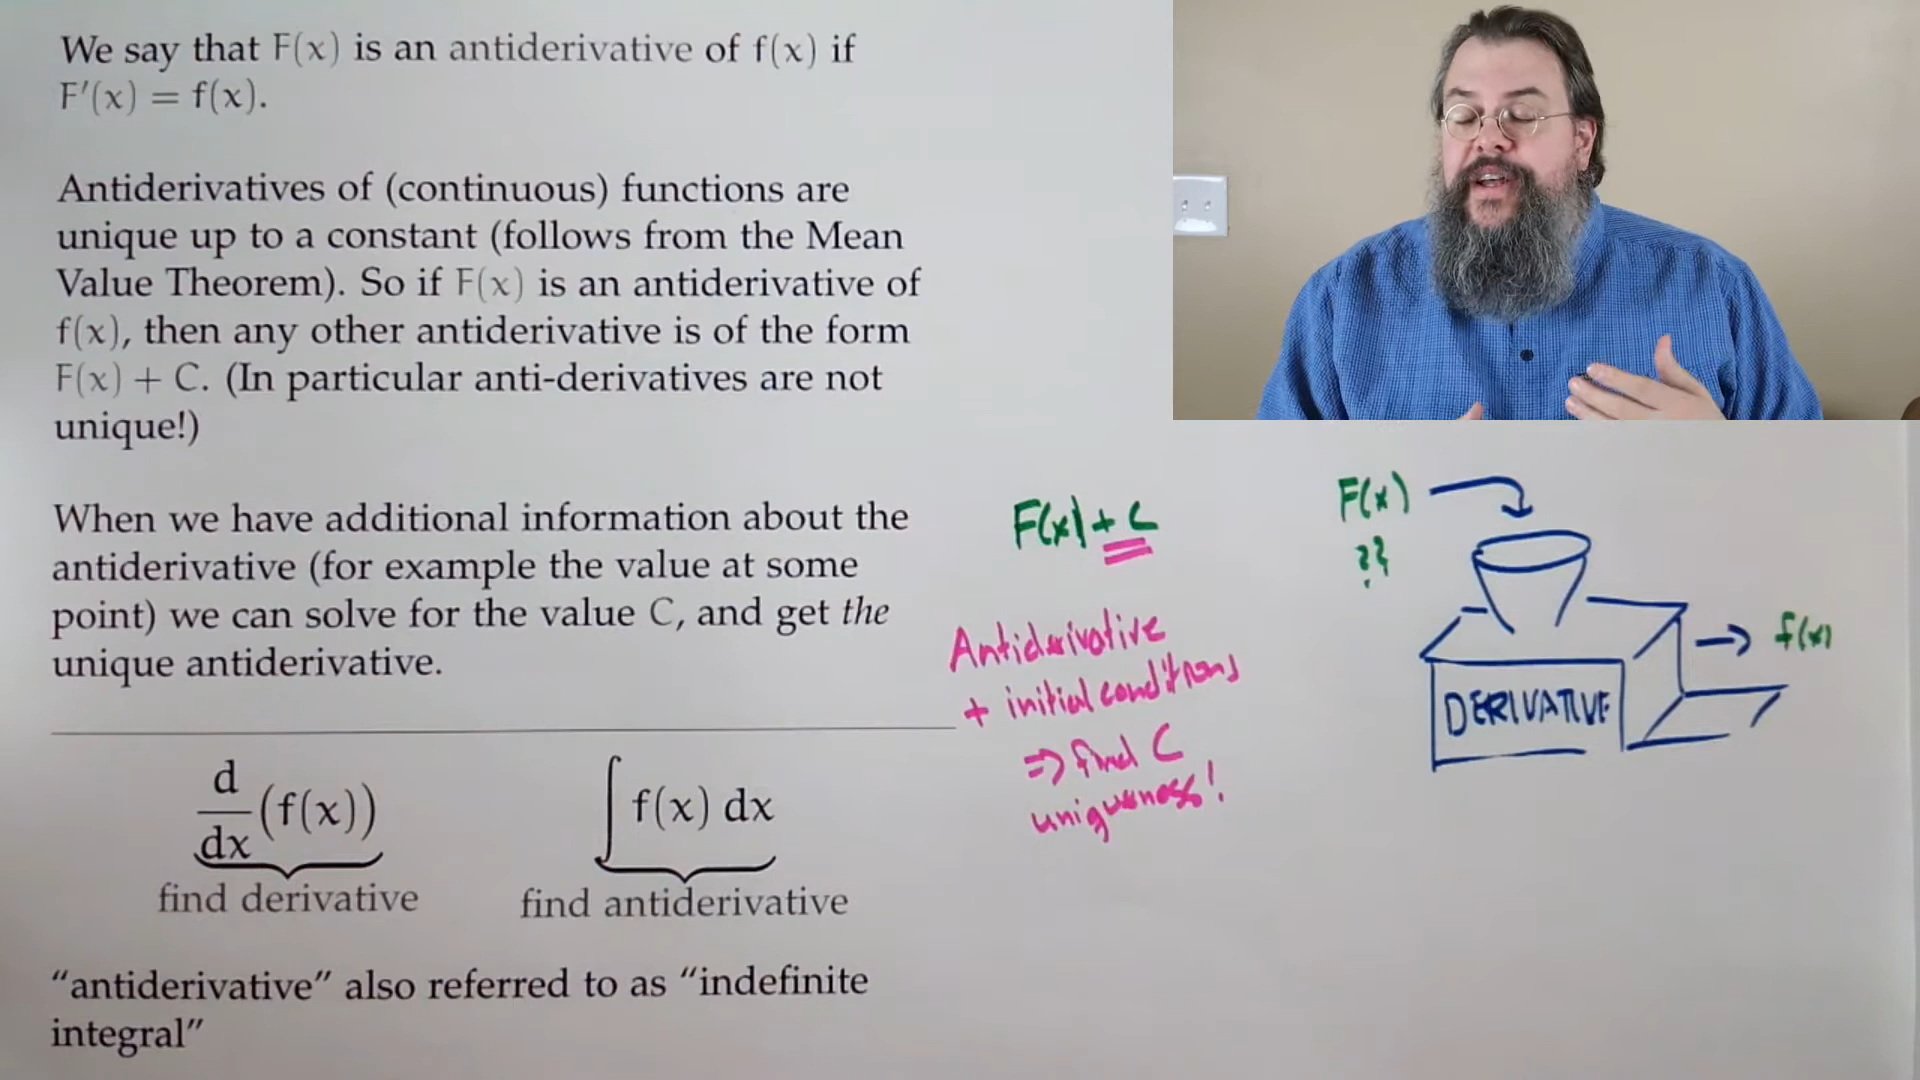 We say that F(x) is an antiderivative of f(x) if
F′(x) = f(x).
Antiderivatives of (continuous) functions are
unique up to a constant (follows from the Mean
Value Theorem). So if F(x) is an antiderivative of
f(x), then any other antiderivative is of the form
F(x) + C. (In particular anti-derivatives are not
unique!)
When we have additional information about the
antiderivative (for example the value at some
point) we can solve for the value C, and get the
unique antiderivative.
d/dx (f(x))
find derivative
∫ f(x) dx
find antiderivative
“antiderivative” also referred to as “indefinite
integral”
F(x) + C
Antiderivative
+ initial conditions
⇒ find C
uniqueness!
F(x)
??
DERIVATIVE
→ f(x)